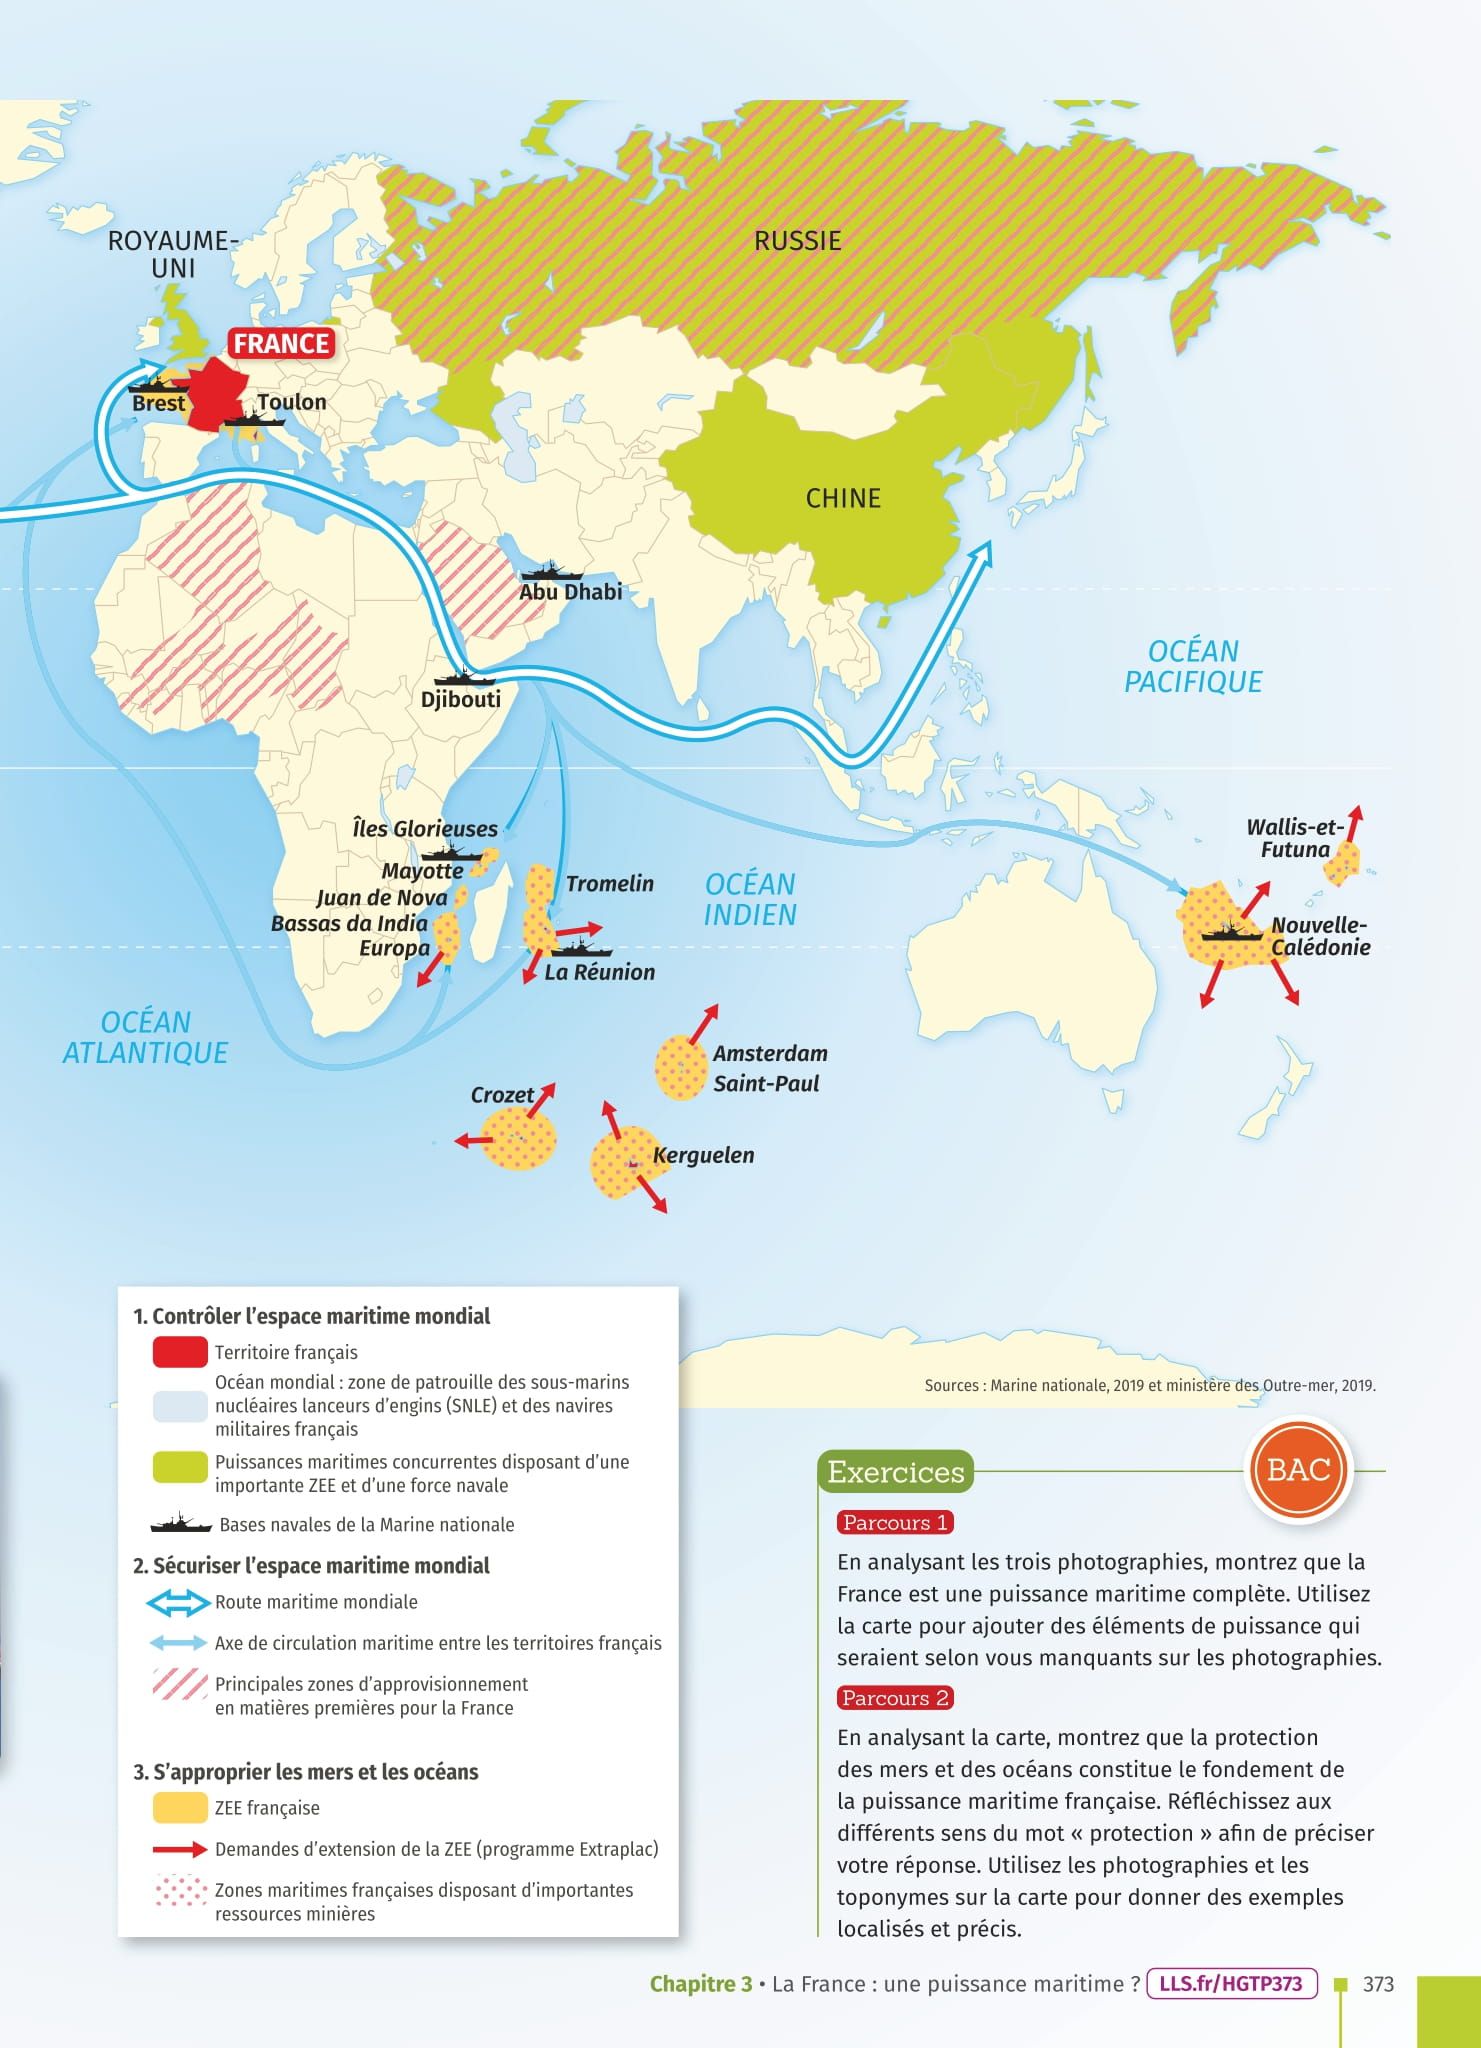 ROYAUME-
UNI
RUSSIE
FRANCE
Brest
Toulon
CHINE
Abu Dhabi
Djibouti
OCÉAN
PACIFIQUE
Îles Glorieuses
Mayotte
Juan de Nova
Bassas da India
Europa
Tromelin
La Réunion
OCÉAN
INDIEN
Wallis-et-
Futuna
Nouvelle-
Calédonie
OCÉAN
ATLANTIQUE
Amsterdam
Saint-Paul
Crozet
Kerguelen
1. Contrôler l'espace maritime mondial
Territoire français
Océan mondial : zone de patrouille des sous-marins
nucléaires lanceurs d'engins (SNLE) et des navires
militaires français
Puissances maritimes concurrentes disposant d'une
importante ZEE et d'une force navale
Bases navales de la Marine nationale
2. Sécuriser l'espace maritime mondial
Route maritime mondiale
Axe de circulation maritime entre les territoires français
Principales zones d'approvisionnement
en matières premières pour la France
3. S'approprier les mers et les océans
ZEE française
Demandes d'extension de la ZEE (programme Extraplac)
Zones maritimes françaises disposant d'importantes
ressources minières
Sources : Marine nationale, 2019 et ministère des Outre-mer, 2019.
Exercices
BAC
Parcours 1
En analysant les trois photographies, montrez que la
France est une puissance maritime complète. Utilisez
la carte pour ajouter des éléments de puissance qui
seraient selon vous manquants sur les photographies.
Parcours 2
En analysant la carte, montrez que la protection
des mers et des océans constitue le fondement de
la puissance maritime française. Réfléchissez aux
différents sens du mot « protection » afin de préciser
votre réponse. Utilisez les photographies et les
toponymes sur la carte pour donner des exemples
localisés et précis.
Chapitre 3 • La France : une puissance maritime ? LLS.fr/HGTP373 373